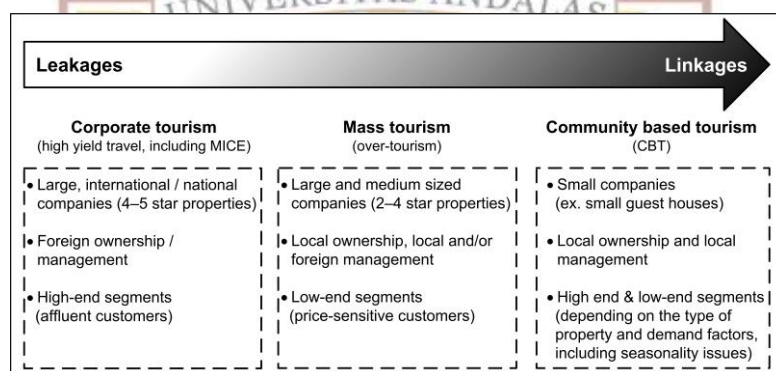 UNIVERSITAS ANDALAS
Leakages
Linkages
Corporate tourism
(high yield travel, including MICE)
• Large, international / national
companies (4–5 star properties)
• Foreign ownership /
management
• High-end segments
(affluent customers)
Mass tourism
(over-tourism)
• Large and medium sized
companies (2–4 star properties)
• Local ownership, local and/or
foreign management
• Low-end segments
(price-sensitive customers)
Community based tourism
(CBT)
• Small companies
(ex. small guest houses)
• Local ownership and local
management
• High end & low-end segments
(depending on the type of
property and demand factors,
including seasonality issues)